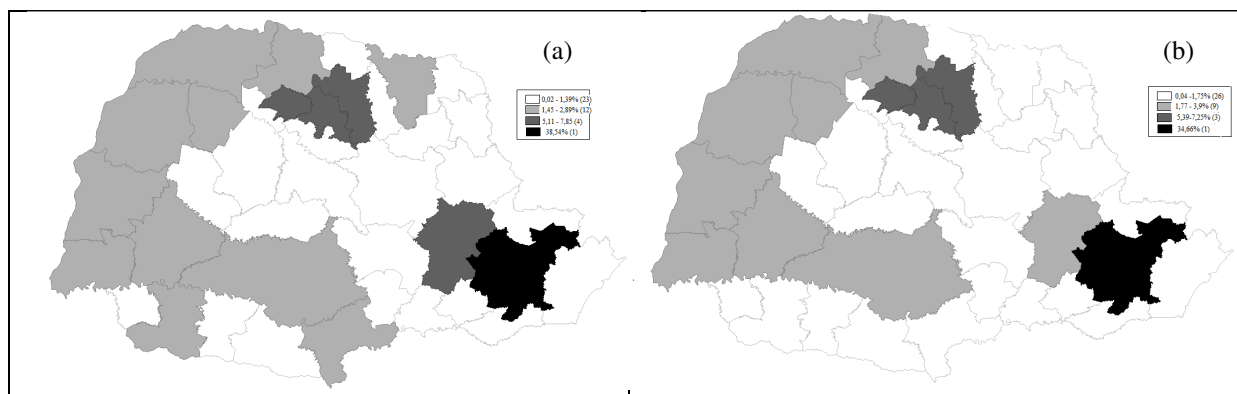 (a)
0,02 - 1,39% (23)
1,45 - 2,89% (12)
5,11 - 7,85 (4)
38,54% (1)
(b)
0,04 -1,75% (26)
1,77 - 3,9% (9)
5,39-7,25% (3)
34,66% (1)